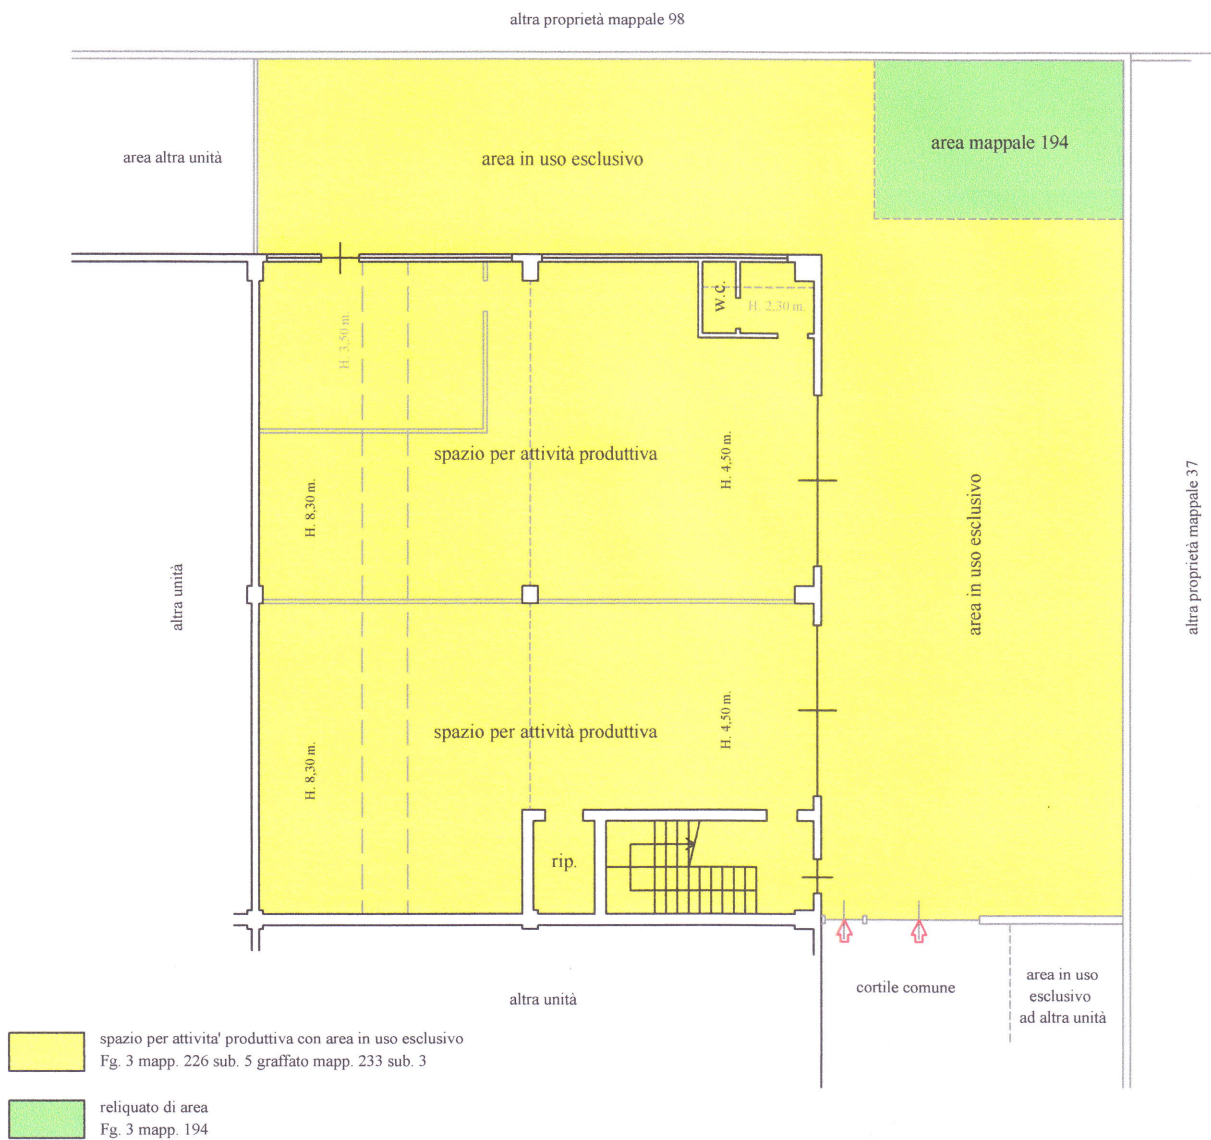 altra proprietà mappale 98
area altra unità
area in uso esclusivo
area mappale 194
w.c.
H. 2,30 m.
H. 3,50 m.
spazio per attività produttiva
H. 4,50 m.
H. 8,30 m.
area in uso esclusivo
altra proprietà mappale 37
altra unità
spazio per attività produttiva
H. 4,50 m.
H. 8,30 m.
rip.
cortile comune
area in uso
esclusivo
ad altra unità
altra unità
spazio per attivita' produttiva con area in uso esclusivo
Fg. 3 mapp. 226 sub. 5 graffato mapp. 233 sub. 3
reliquato di area
Fg. 3 mapp. 194